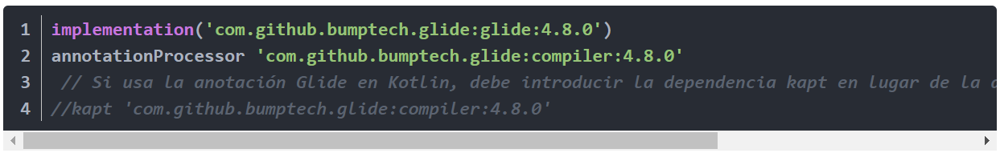 1 implementation('com.github.bumptech.glide:glide:4.8.0')
2 annotationProcessor 'com.github.bumptech.glide:compiler:4.8.0'
3 // Si usa la anotación Glide en Kotlin, debe introducir la dependencia kapt en lugar de la
4 //kapt 'com.github.bumptech.glide:compiler:4.8.0'